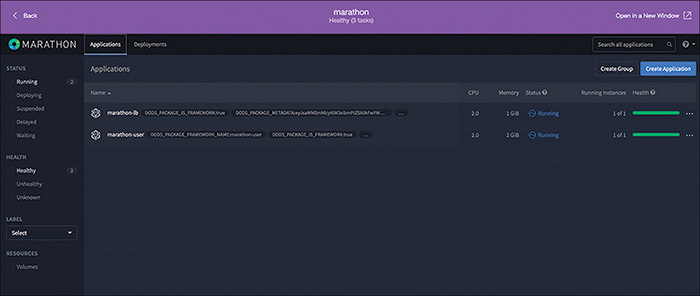 Back
marathon
Healthy (3 tasks)
Open in a New Window
MARATHON
Applications Deployments
Search all applications
STATUS
Running 2
Deploying
Suspended
Delayed
Waiting
HEALTH
Healthy 2
Unhealthy
Unknown
LABEL
Select
RESOURCES
Volumes
Applications
Create Group Create Application
Name CPU Memory Status Running Instances Health
marathon-lb DCOS_PACKAGE_IS_FRAMEWORK:true ... 2.0 1 GiB Running 1 of 1 ...
marathon-user DCOS_PACKAGE_FRAMEWORK_NAME:marathon-user DCOS_PACKAGE_IS_FRAMEWORK:true ... 2.0 2 GiB Running 1 of 1 ...